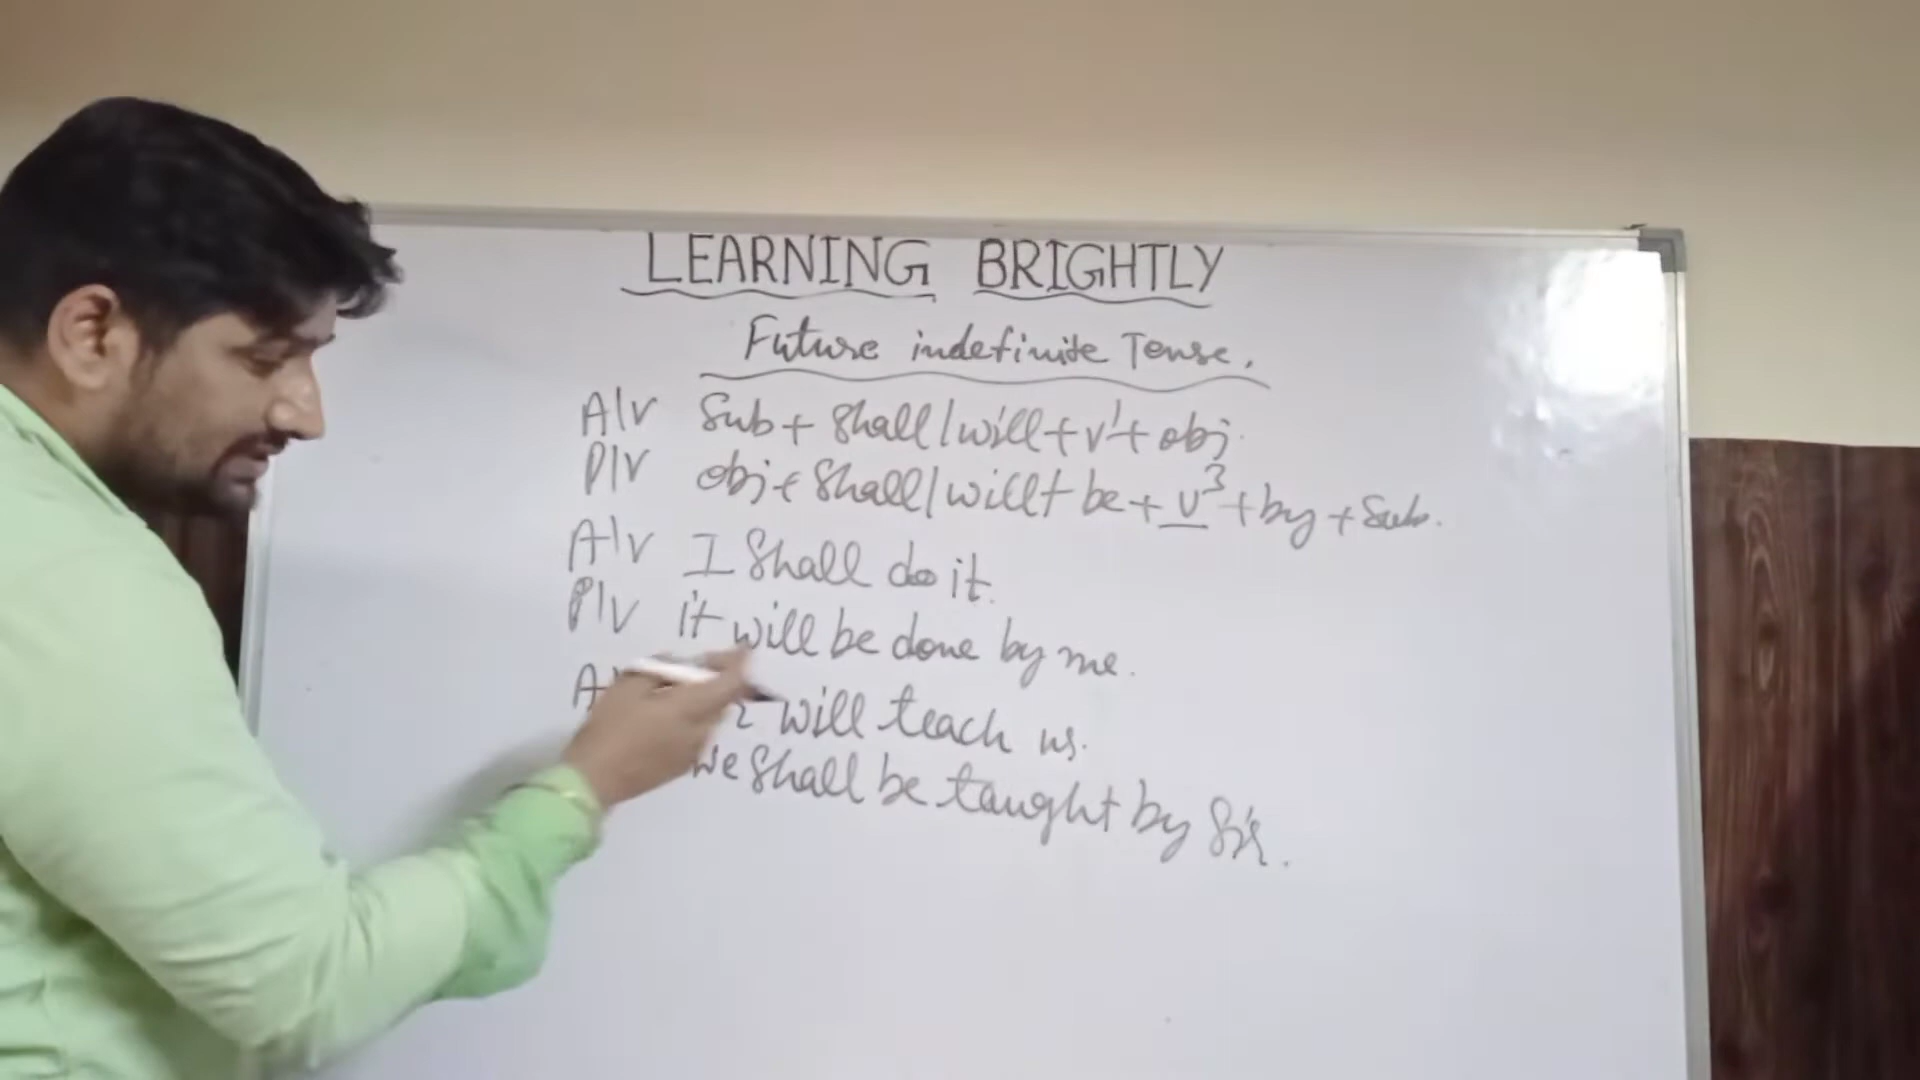 LEARNING BRIGHTLY
Future indefinite Tense.
A/V Sub + Shall/will + v¹ + obj.
P/V obj + Shall/will + be + v³ + by + Sub.
A/V I Shall do it.
P/V it will be done by me.
will teach us.
We Shall be taught by Sir.